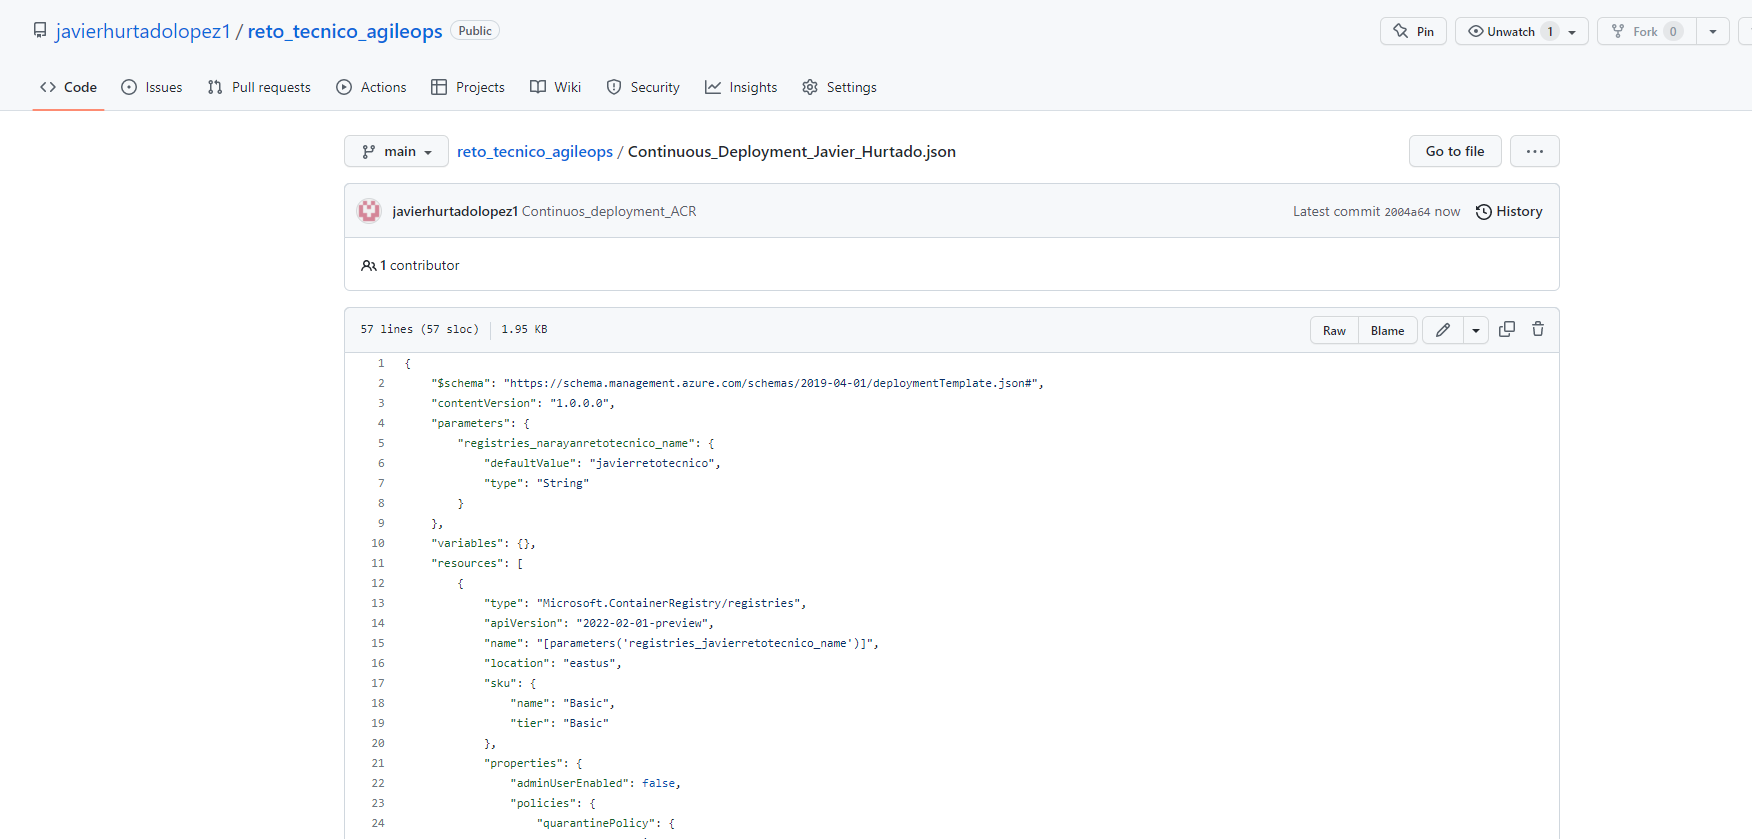 javierhurtadolopez1 / reto_tecnico_agileops Public
Pin Unwatch 1 Fork 0
Code Issues Pull requests Actions Projects Wiki Security Insights Settings
main reto_tecnico_agileops / Continuous_Deployment_Javier_Hurtado.json Go to file ...
javierhurtadolopez1 Continuos_deployment_ACR Latest commit 2004a64 now History
1 contributor
57 lines (57 sloc) 1.95 KB Raw Blame
1 {
2 "$schema": "https://schema.management.azure.com/schemas/2019-04-01/deploymentTemplate.json#",
3 "contentVersion": "1.0.0.0",
4 "parameters": {
5 "registries_narayanretotecnico_name": {
6 "defaultValue": "javierretotecnico",
7 "type": "String"
8 }
9 },
10 "variables": {},
11 "resources": [
12 {
13 "type": "Microsoft.ContainerRegistry/registries",
14 "apiVersion": "2022-02-01-preview",
15 "name": "[parameters('registries_javierretotecnico_name')]",
16 "location": "eastus",
17 "sku": {
18 "name": "Basic",
19 "tier": "Basic"
20 },
21 "properties": {
22 "adminUserEnabled": false,
23 "policies": {
24 "quarantinePolicy": {